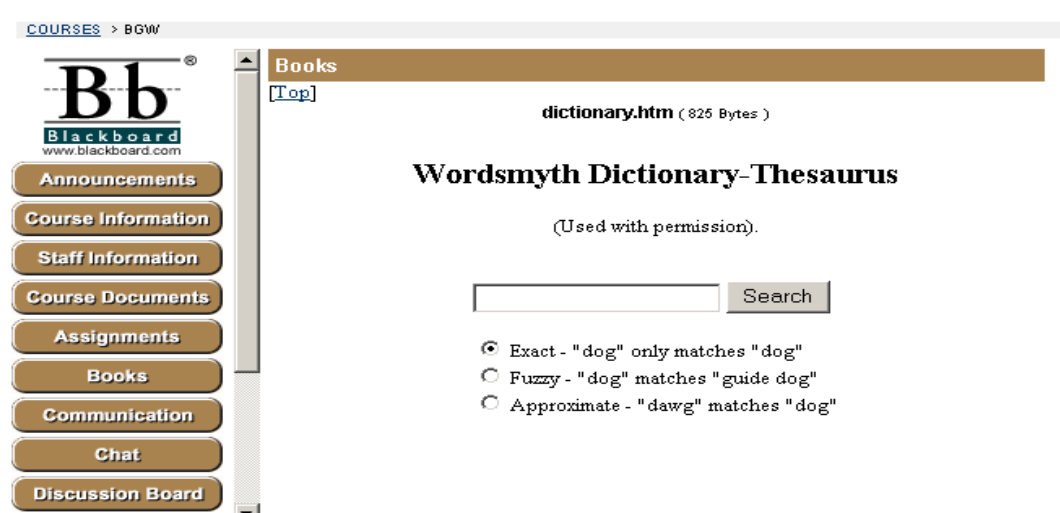 COURSES > BGW
Bb®
Blackboard
www.blackboard.com
Announcements
Course Information
Staff Information
Course Documents
Assignments
Books
Communication
Chat
Discussion Board
Books
[Top]
dictionary.htm ( 825 Bytes )
Wordsmyth Dictionary-Thesaurus
(Used with permission).
Search
Exact - "dog" only matches "dog"
Fuzzy - "dog" matches "guide dog"
Approximate - "dawg" matches "dog"